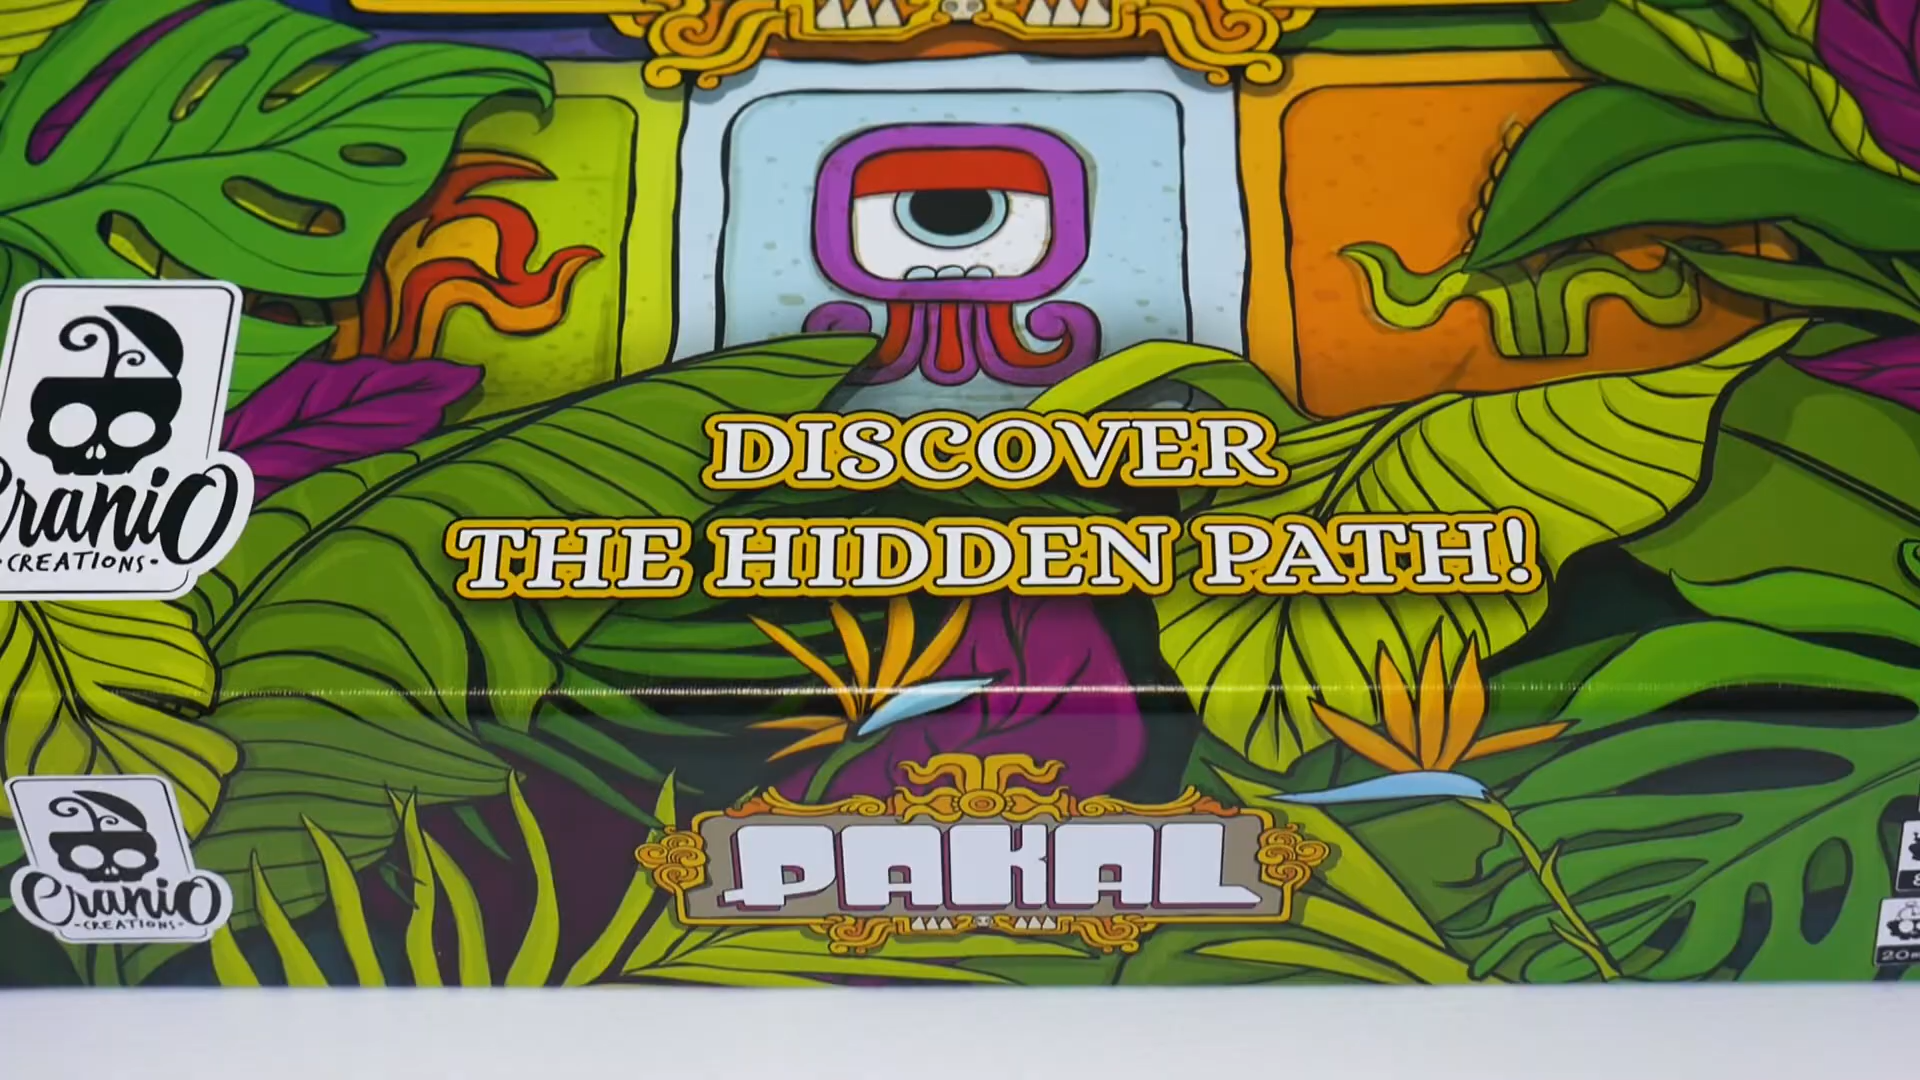 CraniO
·CREATIONS·
DISCOVER
THE HIDDEN PATH!
CraniO
·CREATIONS·
PAKAL